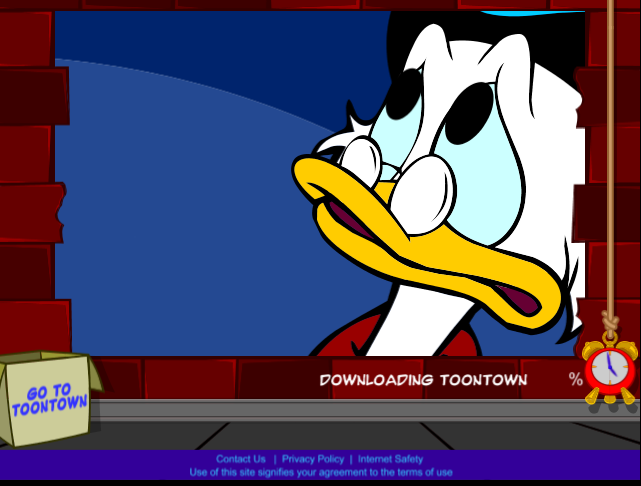 DOWNLOADING TOONTOWN %
GO TO
TOONTOWN
Contact Us | Privacy Policy | Internet Safety
Use of this site signifies your agreement to the terms of use